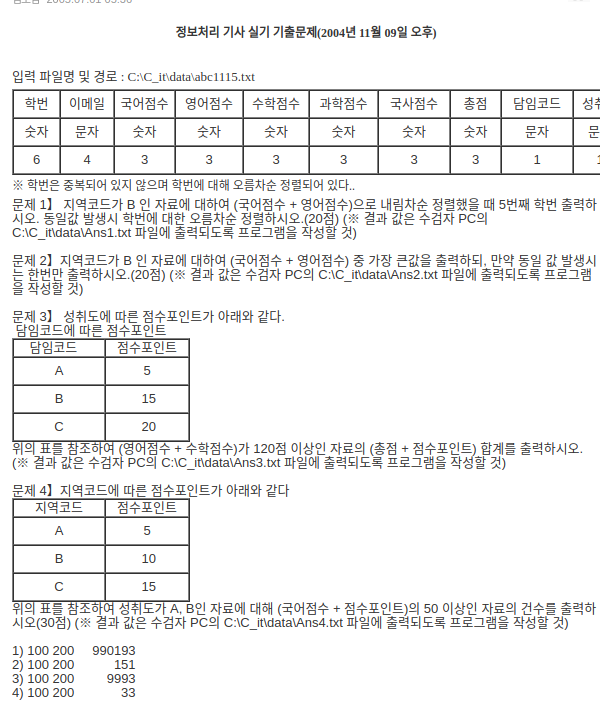 정보처리 기사 실기 기출문제(2004년 11월 09일 오후)
입력 파일명 및 경로 : C:\C_it\data\abc1115.txt
학번 이메일 국어점수 영어점수 수학점수 과학점수 국사점수 총점 담임코드
숫자 문자 숫자 숫자 숫자 숫자 숫자 숫자 문자
6 4 3 3 3 3 3 3 1
※ 학번은 중복되어 있지 않으며 학번에 대해 오름차순 정렬되어 있다..
문제 1】 지역코드가 B 인 자료에 대하여 (국어점수 + 영어점수)으로 내림차순 정렬했을 때 5번째 학번 출력하
시오. 동일값 발생시 학번에 대한 오름차순 정렬하시오.(20점) (※ 결과 값은 수검자 PC의
C:\C_it\data\Ans1.txt 파일에 출력되도록 프로그램을 작성할 것)
문제 2】지역코드가 B 인 자료에 대하여 (국어점수 + 영어점수) 중 가장 큰값을 출력하되, 만약 동일 값 발생시
는 한번만 출력하시오.(20점) (※ 결과 값은 수검자 PC의 C:\C_it\data\Ans2.txt 파일에 출력되도록 프로그램
을 작성할 것)
문제 3】 성취도에 따른 점수포인트가 아래와 같다.
담임코드에 따른 점수포인트
담임코드 점수포인트
A 5
B 15
C 20
위의 표를 참조하여 (영어점수 + 수학점수)가 120점 이상인 자료의 (총점 + 점수포인트) 합계를 출력하시오.
(※ 결과 값은 수검자 PC의 C:\C_it\data\Ans3.txt 파일에 출력되도록 프로그램을 작성할 것)
문제 4】지역코드에 따른 점수포인트가 아래와 같다
지역코드 점수포인트
A 5
B 10
C 15
위의 표를 참조하여 성취도가 A, B인 자료에 대해 (국어점수 + 점수포인트)의 50 이상인 자료의 건수를 출력하
시오(30점) (※ 결과 값은 수검자 PC의 C:\C_it\data\Ans4.txt 파일에 출력되도록 프로그램을 작성할 것)
1) 100 200 990193
2) 100 200 151
3) 100 200 9993
4) 100 200 33